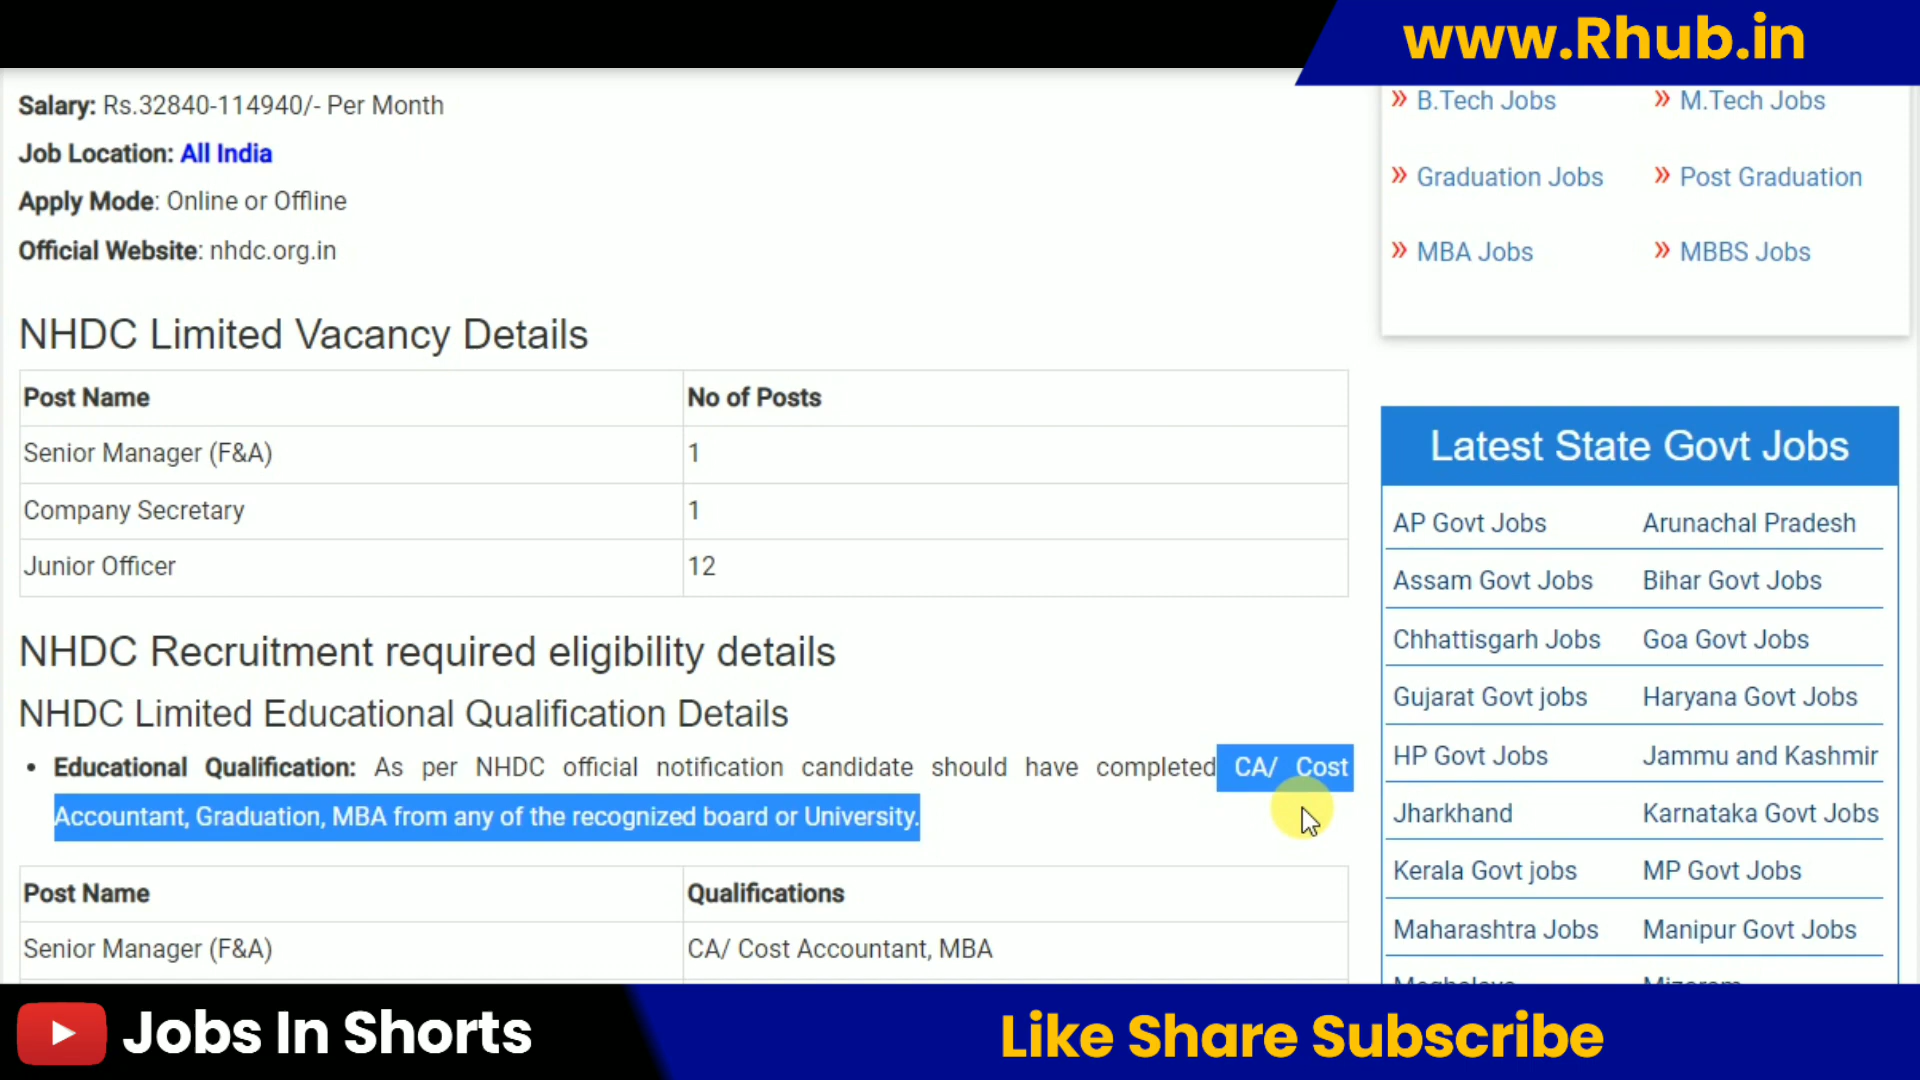 www.Rhub.in
Salary: Rs.32840-114940/- Per Month
Job Location: All India
Apply Mode: Online or Offline
Official Website: nhdc.org.in
NHDC Limited Vacancy Details
Post Name No of Posts
Senior Manager (F&A) 1
Company Secretary 1
Junior Officer 12
NHDC Recruitment required eligibility details
NHDC Limited Educational Qualification Details
• Educational Qualification: As per NHDC official notification candidate should have completed CA/ Cost
Accountant, Graduation, MBA from any of the recognized board or University.
Post Name Qualifications
Senior Manager (F&A) CA/ Cost Accountant, MBA
» B.Tech Jobs » M.Tech Jobs
» Graduation Jobs » Post Graduation
» MBA Jobs » MBBS Jobs
Latest State Govt Jobs
AP Govt Jobs Arunachal Pradesh
Assam Govt Jobs Bihar Govt Jobs
Chhattisgarh Jobs Goa Govt Jobs
Gujarat Govt jobs Haryana Govt Jobs
HP Govt Jobs Jammu and Kashmir
Jharkhand Karnataka Govt Jobs
Kerala Govt jobs MP Govt Jobs
Maharashtra Jobs Manipur Govt Jobs
Jobs In Shorts
Like Share Subscribe